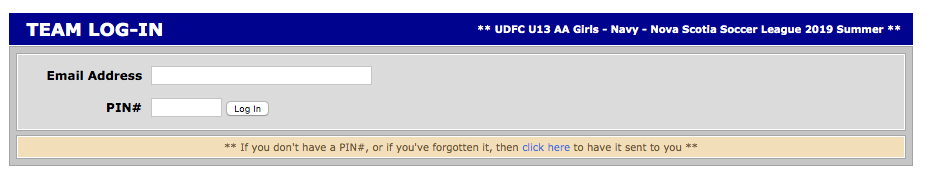 TEAM LOG-IN
** UDFC U13 AA Girls - Navy - Nova Scotia Soccer League 2019 Summer **
Email Address
PIN#
Log In
** If you don't have a PIN#, or if you've forgotten it, then click here to have it sent to you **